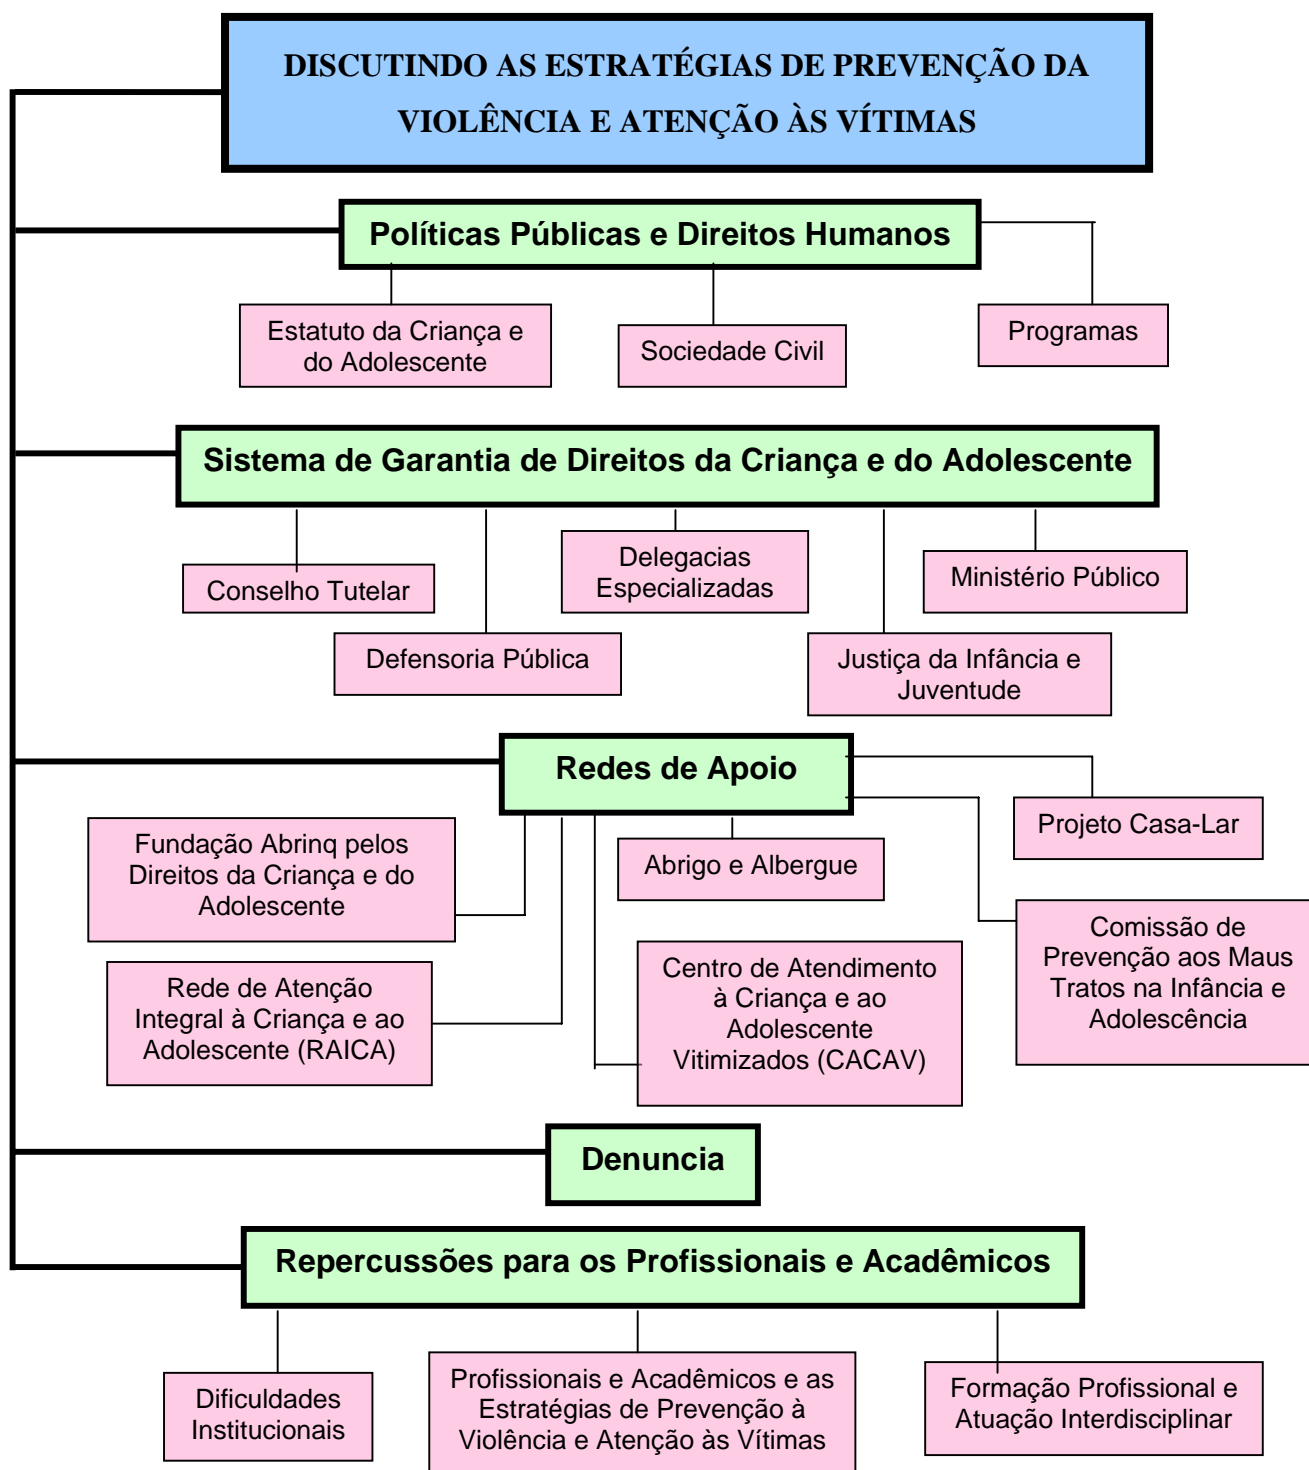 DISCUTINDO AS ESTRATÉGIAS DE PREVENÇÃO DA
VIOLÊNCIA E ATENÇÃO ÀS VÍTIMAS
Políticas Públicas e Direitos Humanos
Estatuto da Criança e
do Adolescente
Sociedade Civil
Programas
Sistema de Garantia de Direitos da Criança e do Adolescente
Conselho Tutelar
Defensoria Pública
Delegacias
Especializadas
Justiça da Infância e
Juventude
Ministério Público
Redes de Apoio
Fundação Abrinq pelos
Direitos da Criança e do
Adolescente
Rede de Atenção
Integral à Criança e ao
Adolescente (RAICA)
Abrigo e Albergue
Centro de Atendimento
à Criança e ao
Adolescente
Vitimizados (CACAV)
Projeto Casa-Lar
Comissão de
Prevenção aos Maus
Tratos na Infância e
Adolescência
Denuncia
Repercussões para os Profissionais e Acadêmicos
Dificuldades
Institucionais
Profissionais e Acadêmicos e as
Estratégias de Prevenção à
Violência e Atenção às Vítimas
Formação Profissional e
Atuação Interdisciplinar